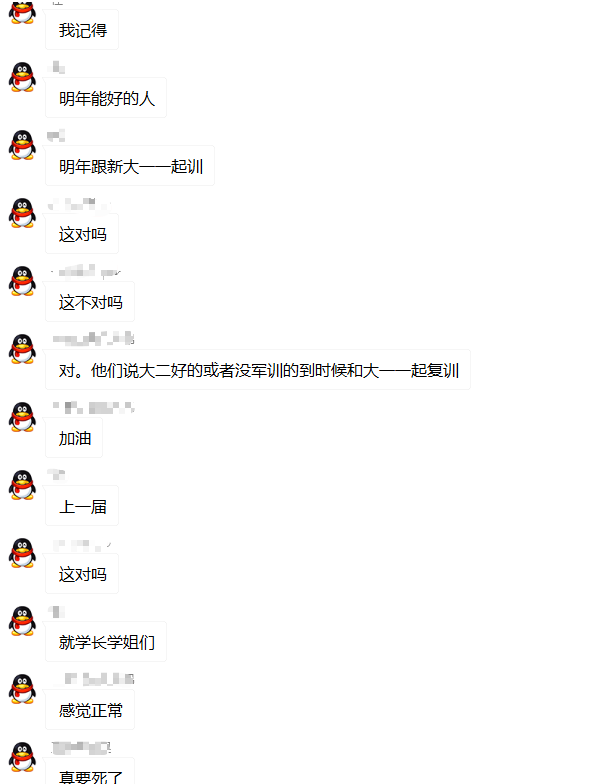 我记得
明年能好的人
明年跟新大一一起训
这对吗
这不对吗
对。他们说大二好的或者没军训的到时候和大一一起复训
加油
上一届
这对吗
就学长学姐们
感觉正常
真要死了